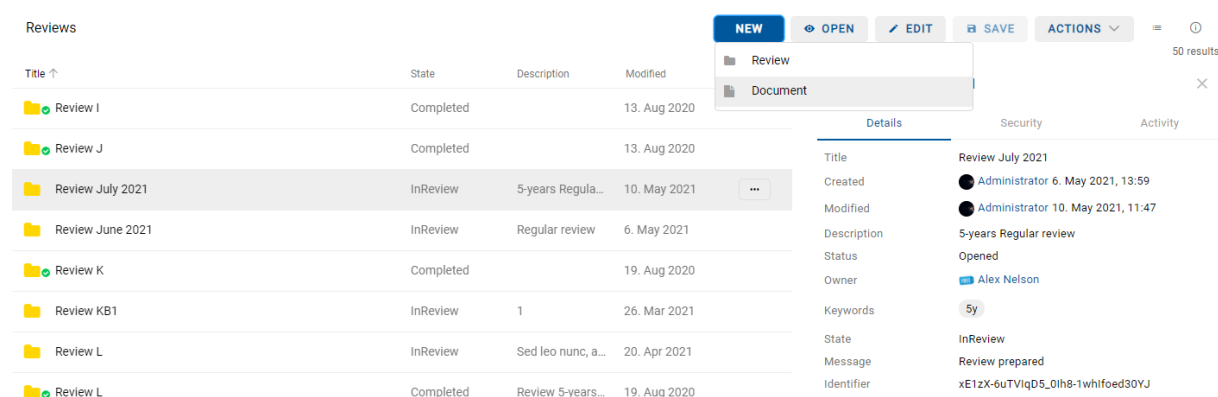 Reviews
NEW
OPEN
EDIT
SAVE
ACTIONS
50 results
Review
Document
Title
State
Description
Modified
Review I
Completed
13. Aug 2020
Review J
Completed
13. Aug 2020
Review July 2021
InReview
5-years Regula...
10. May 2021
...
Review June 2021
InReview
Regular review
6. May 2021
Review K
Completed
19. Aug 2020
Review KB1
InReview
1
26. Mar 2021
Review L
InReview
Sed leo nunc, a...
20. Apr 2021
Review L
Completed
Review 5-years...
19. Aug 2020
Details
Security
Activity
Title
Review July 2021
Created
Administrator 6. May 2021, 13:59
Modified
Administrator 10. May 2021, 11:47
Description
5-years Regular review
Status
Opened
Owner
Alex Nelson
Keywords
5y
State
InReview
Message
Review prepared
Identifier